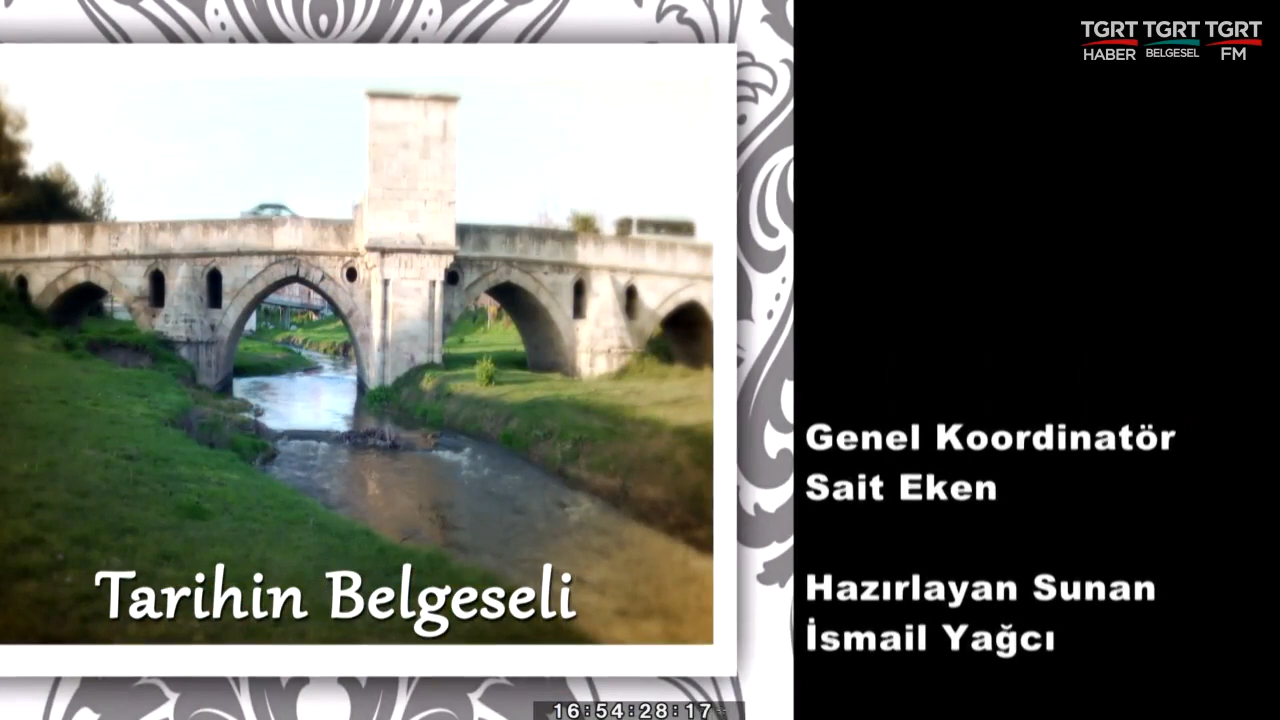 TGRT TGRT TGRT
HABER BELGESEL FM
Genel Koordinatör
Sait Eken
Hazırlayan Sunan
İsmail Yağcı
Tarihin Belgeseli
16:54:28:17